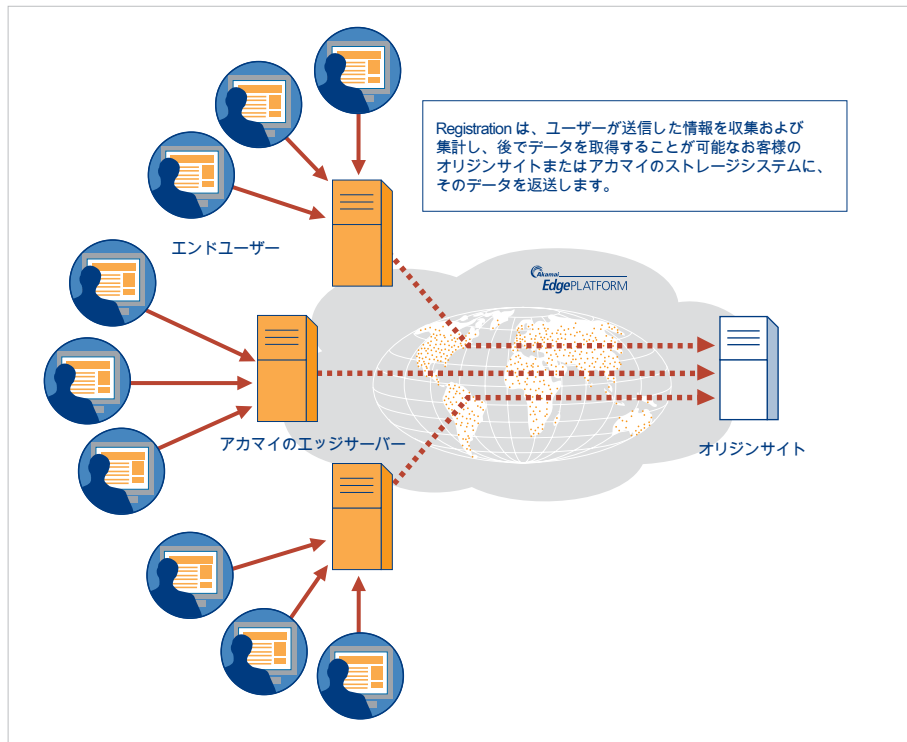 Registration は、ユーザーが送信した情報を収集および
集計し、後でデータを取得することが可能なお客様の
オリジンサイトまたはアカマイのストレージシステムに、
そのデータを返送します。
エンドユーザー
Akamai
EdgePLATFORM
アカマイのエッジサーバー
オリジンサイト